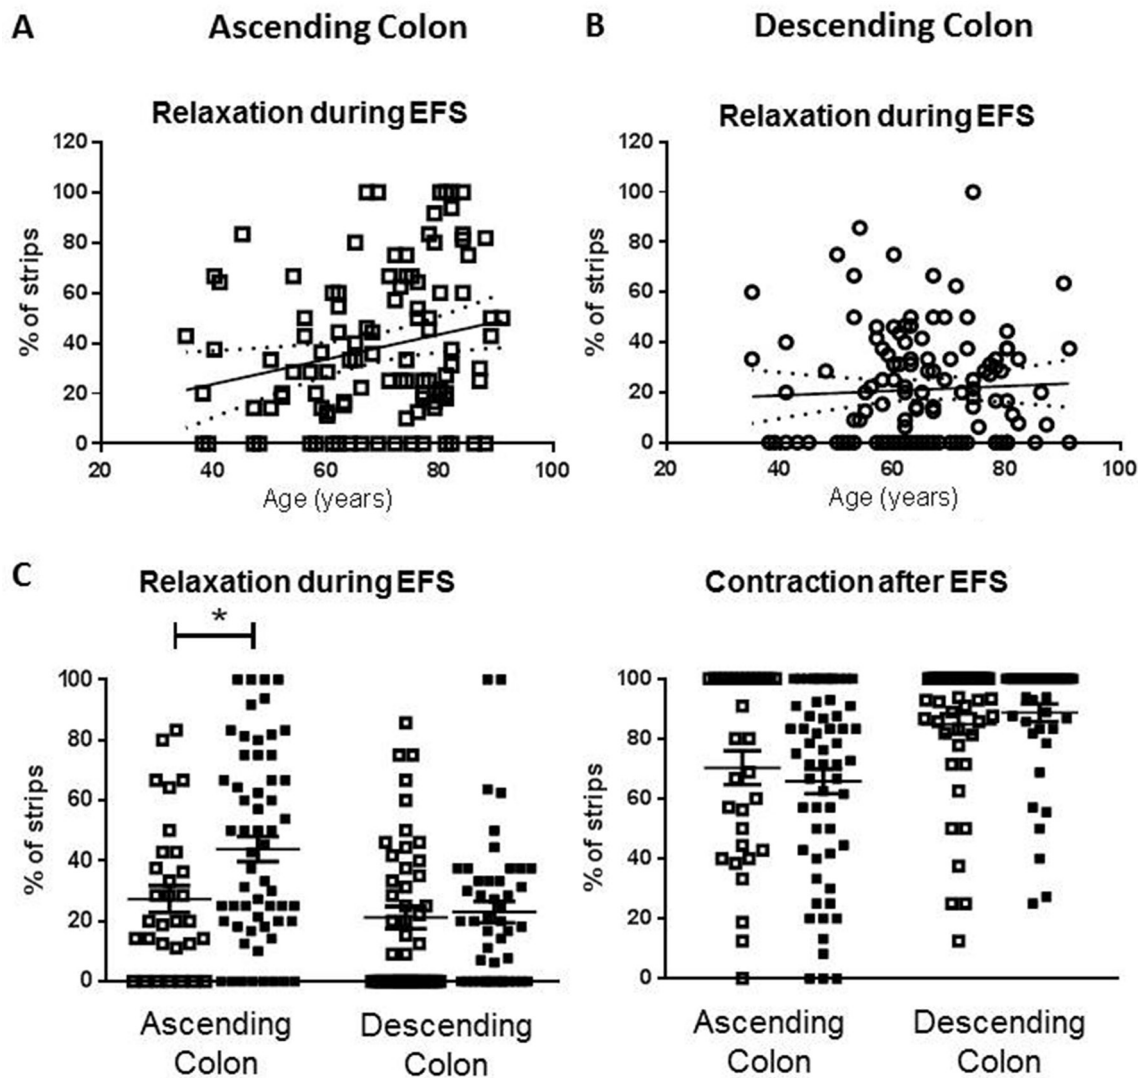 A Ascending Colon
B Descending Colon
Relaxation during EFS
120
100
80
60
40
20
0
% of strips
20 40 60 80 100
Age (years)
Relaxation during EFS
120
100
80
60
40
20
0
% of strips
20 40 60 80 100
Age (years)
C
Relaxation during EFS
*
100
80
60
40
20
0
% of strips
Ascending
Colon
Descending
Colon
Contraction after EFS
100
80
60
40
20
0
% of strips
Ascending
Colon
Descending
Colon